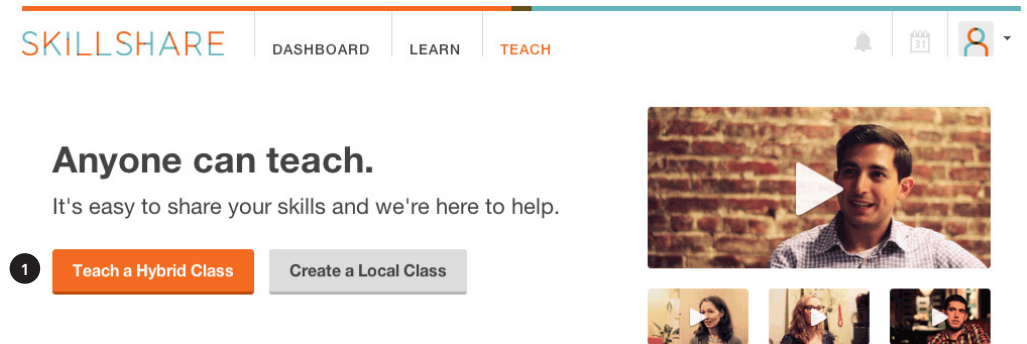 SKILLSHARE DASHBOARD LEARN TEACH 31
Anyone can teach.
It's easy to share your skills and we're here to help.
1 Teach a Hybrid Class Create a Local Class